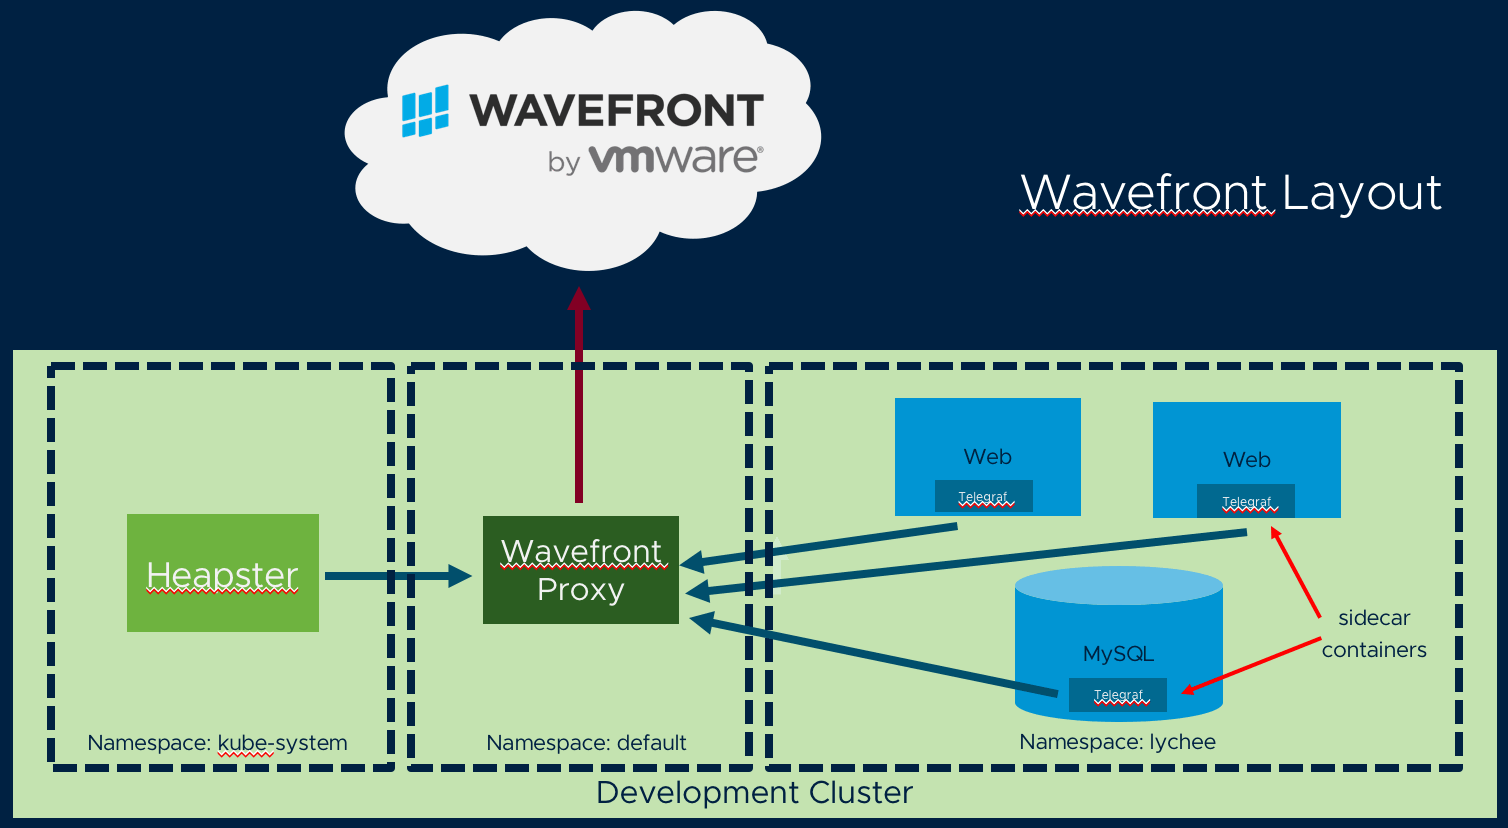 WAVEFRONT
by vmware®
Wavefront Layout
Web
Telegraf
Web
Telegraf
Heapster
Wavefront
Proxy
MySQL
Telegraf
sidecar
containers
Namespace: kube-system
Namespace: default
Namespace: lychee
Development Cluster